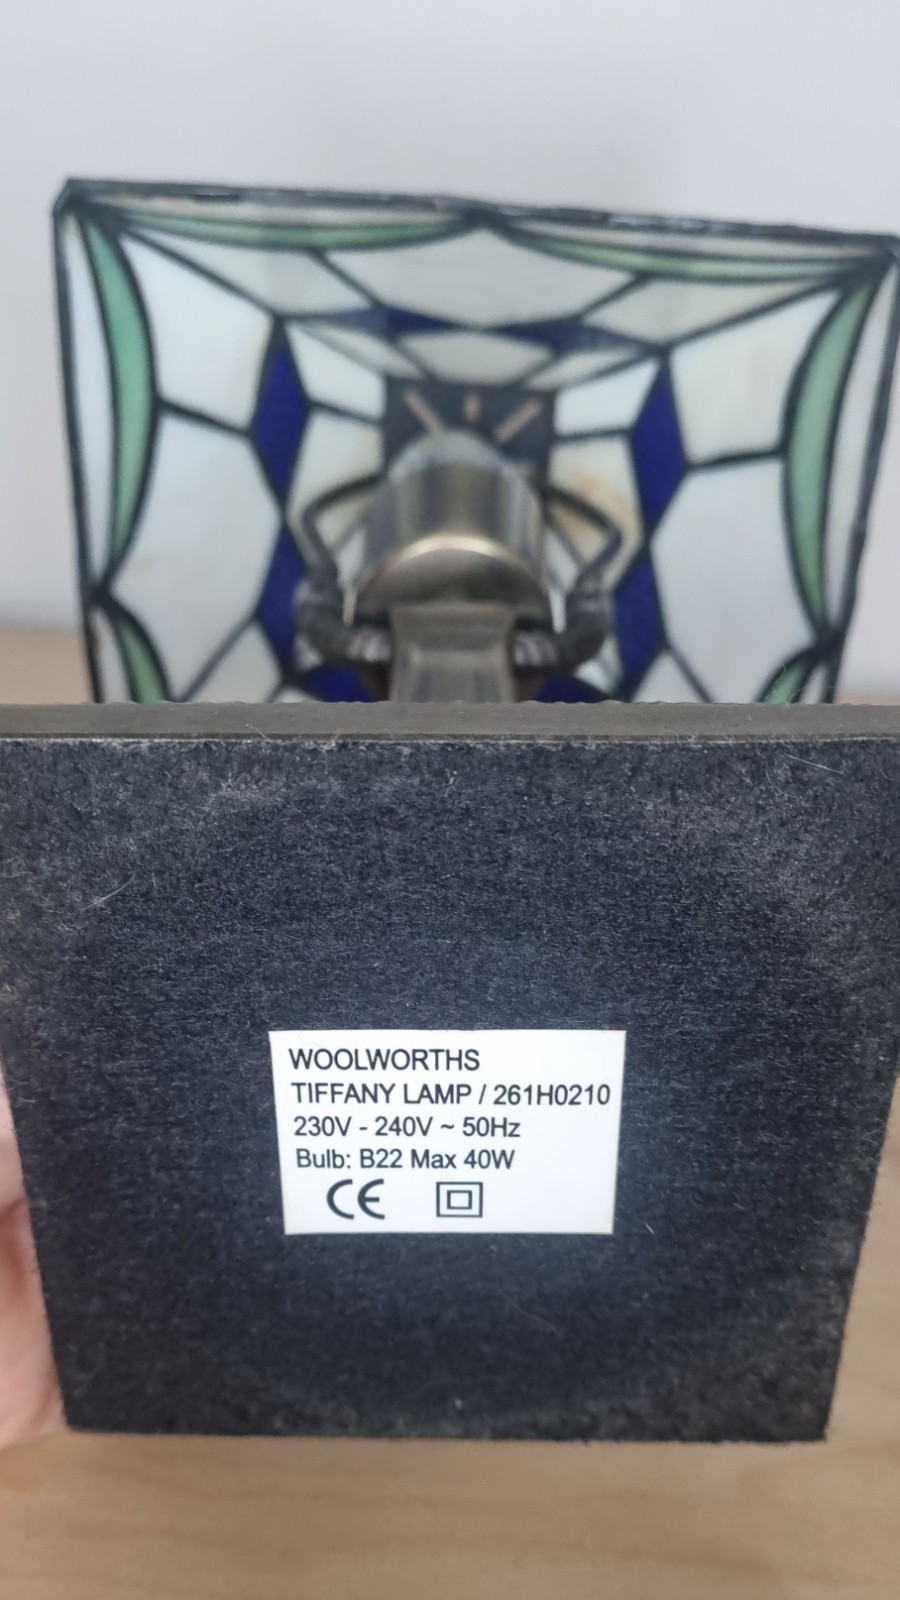 WOOLWORTHS
TIFFANY LAMP / 261H0210
230V - 240V ~ 50Hz
Bulb: B22 Max 40W
CE